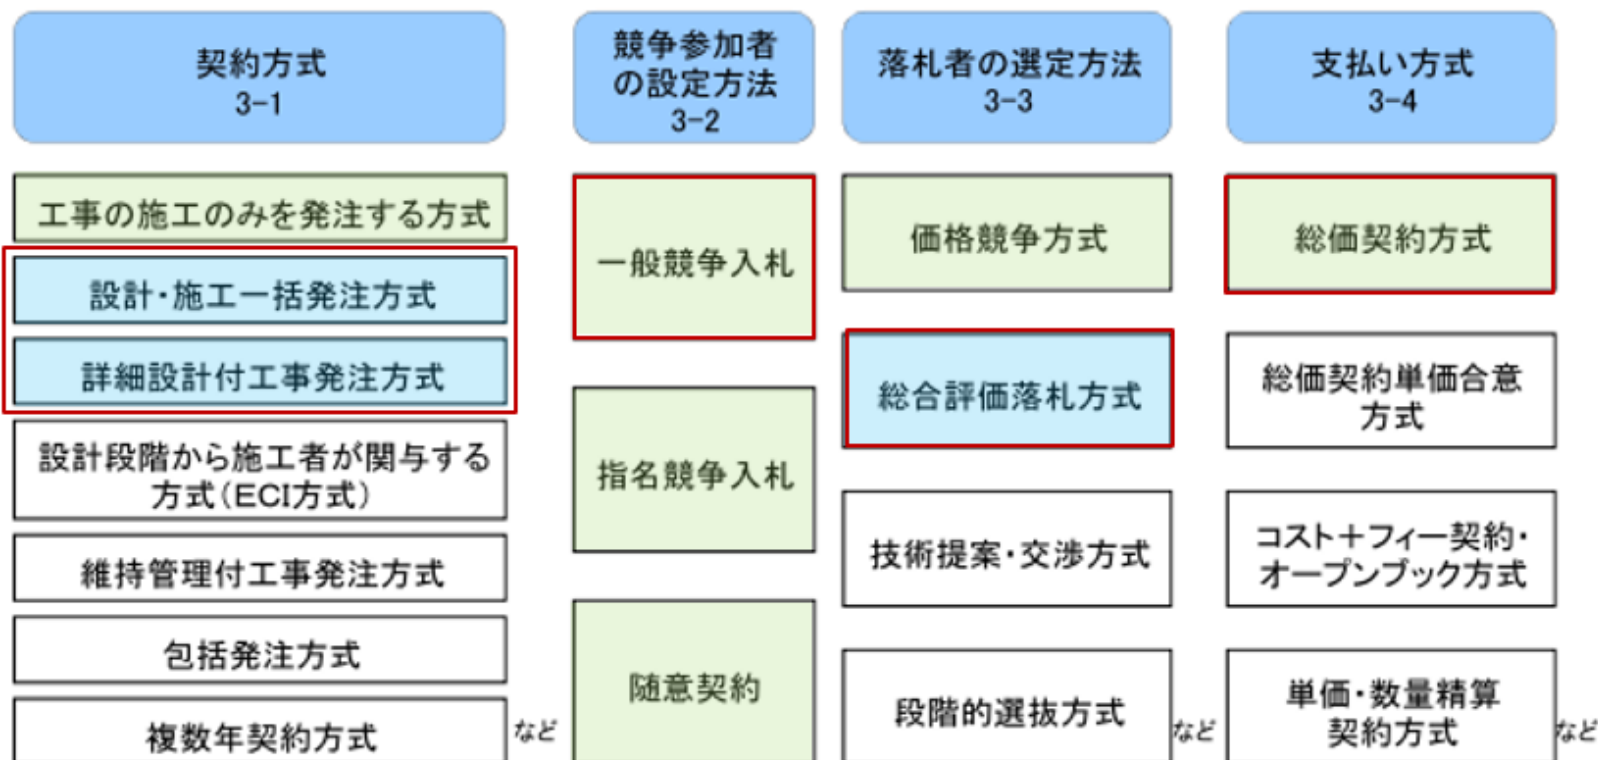 契約方式
3-1
工事の施工のみを発注する方式
設計・施工一括発注方式
詳細設計付工事発注方式
設計段階から施工者が関与する
方式(ECI方式)
維持管理付工事発注方式
包括発注方式
複数年契約方式
など
競争参加者
の設定方法
3-2
一般競争入札
指名競争入札
随意契約
落札者の選定方法
3-3
価格競争方式
総合評価落札方式
技術提案・交渉方式
段階的選抜方式
など
支払い方式
3-4
総価契約方式
総価契約単価合意
方式
コスト＋フィー契約・
オープンブック方式
単価・数量精算
契約方式
など